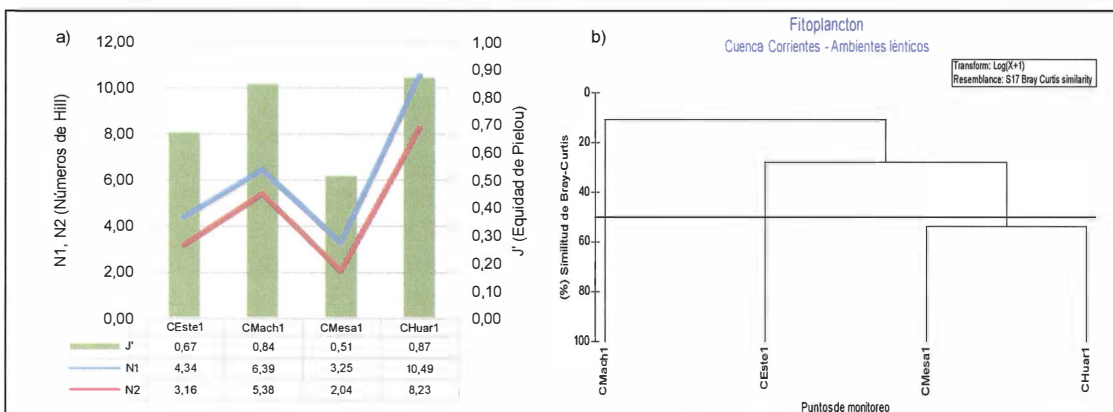 a)
12,00
10,00
8,00
6,00
4,00
2,00
0,00
N1, N2 (Números de Hill)
1,00
0,90
0,80
0,70
0,60
0,50
0,40
0,30
0,20
0,10
0,00
J' (Equidad de Pielou)
CEste1 CMach1 CMesa1 CHuar1
J' 0,67 0,84 0,51 0,87
N1 4,34 6,39 3,25 10,49
N2 3,16 5,38 2,04 8,23
b)
Fitoplancton
Cuenca Corrientes - Ambientes lénticos
Transform: Log(X+1)
Resemblance: S17 Bray Curtis similarity
0
20
40
60
80
100
(%) Similitud de Bray-Curtis
CMach1
CEste1
CMesa1
CHuar1
Puntos de monitoreo